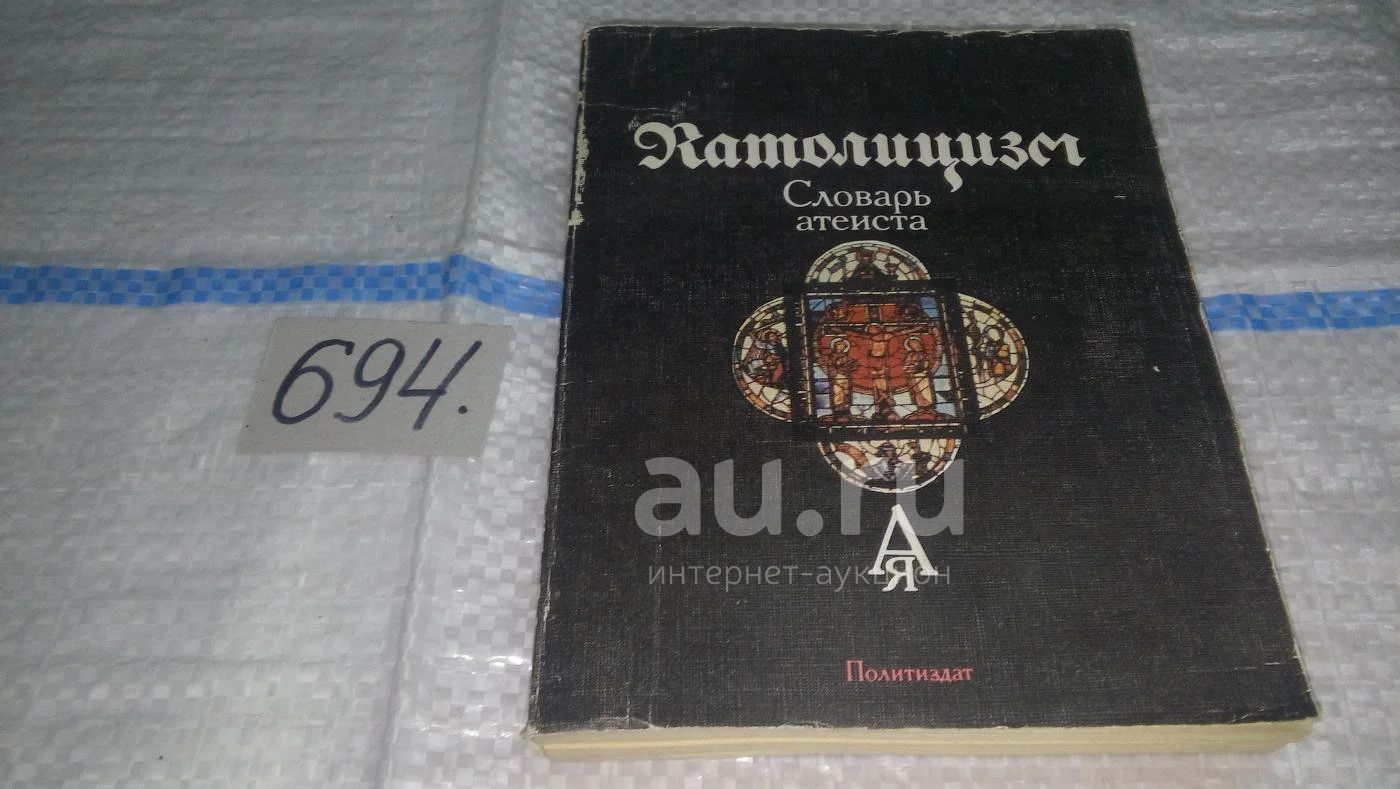 Католицизм
Словарь
атеиста
694.
au.ru
интернет-аукцион
А
Я
Политиздат